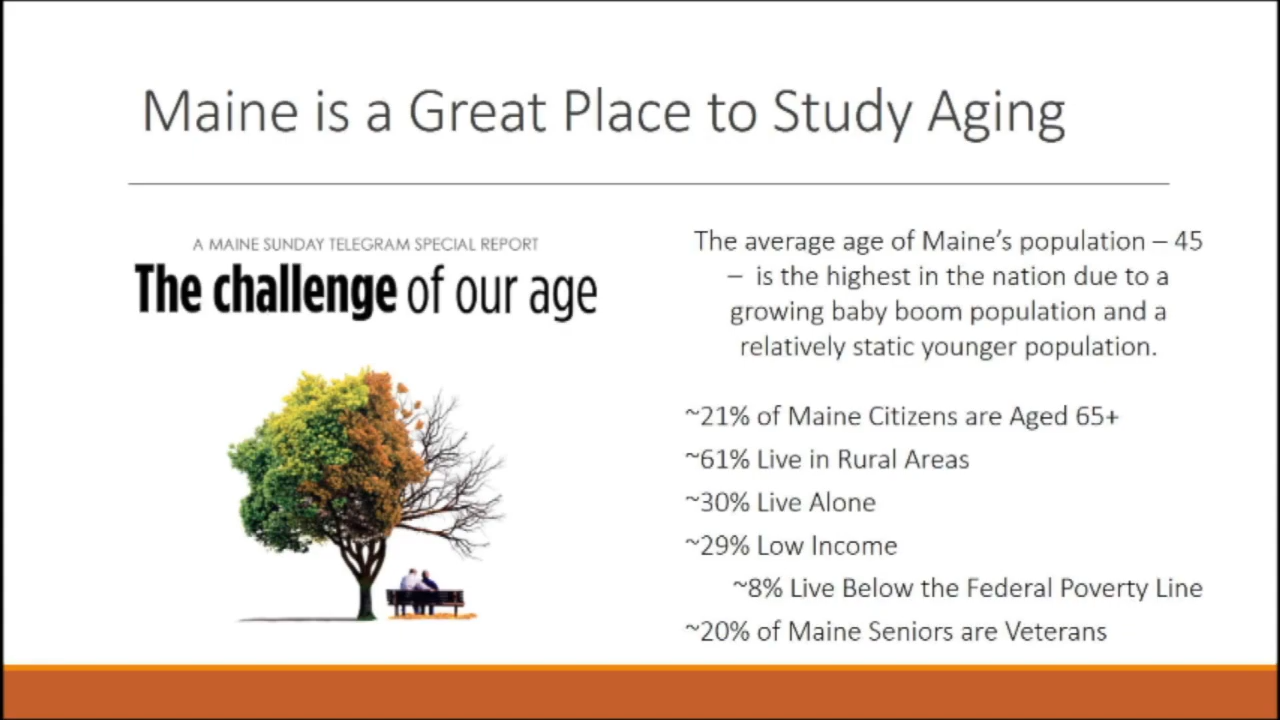 Maine is a Great Place to Study Aging
A MAINE SUNDAY TELEGRAM SPECIAL REPORT
The challenge of our age
The average age of Maine’s population – 45
– is the highest in the nation due to a
growing baby boom population and a
relatively static younger population.
~21% of Maine Citizens are Aged 65+
~61% Live in Rural Areas
~30% Live Alone
~29% Low Income
~8% Live Below the Federal Poverty Line
~20% of Maine Seniors are Veterans